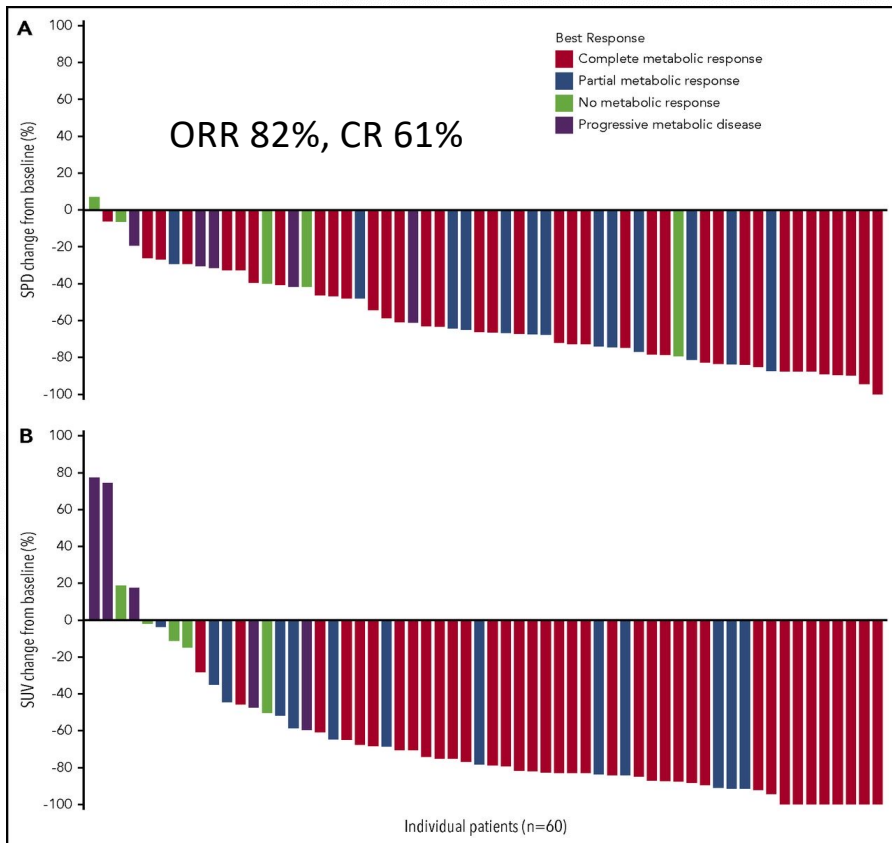 A
100
80
60
40
20
0
-20
-40
-60
-80
-100
SPD change from baseline (%)
Best Response
Complete metabolic response
Partial metabolic response
No metabolic response
Progressive metabolic disease
ORR 82%, CR 61%
B
100
80
60
40
20
0
-20
-40
-60
-80
-100
SUV change from baseline (%)
Individual patients (n=60)